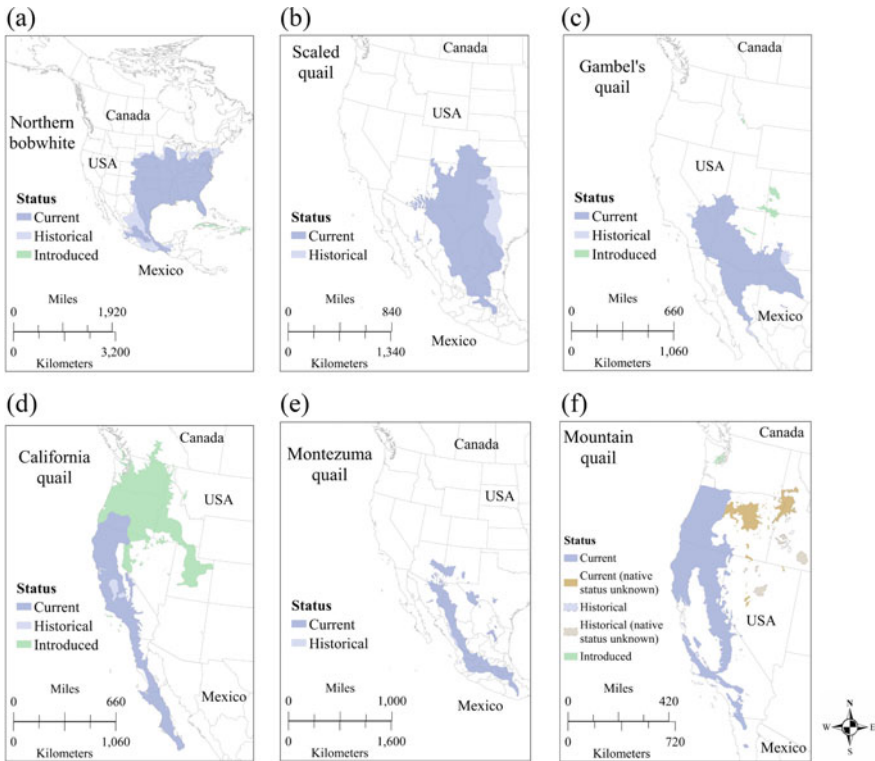 (a)
Canada
Northern
bobwhite
USA
Status
Current
Historical
Introduced
Mexico
Miles
0 1,920
0 3,200
Kilometers
(b)
Scaled
quail
Canada
USA
Status
Current
Historical
Miles
0 840
0 1,340
Kilometers
Mexico
(c)
Canada
Gambel's
quail
USA
Status
Current
Historical
Introduced
Miles
0 660
0 1,060
Kilometers
Mexico
(d)
California
quail
Canada
USA
Status
Current
Historical
Introduced
Miles
0 660
0 1,060
Kilometers
Mexico
(e)
Canada
Montezuma
quail
USA
Status
Current
Historical
Miles
0 1,000
0 1,600
Kilometers
Mexico
(f)
Mountain
quail
Canada
Status
Current
Current (native
status unknown)
Historical
Historical (native
status unknown)
Introduced
USA
Miles
0 420
0 720
Kilometers
Mexico
N
W E
S